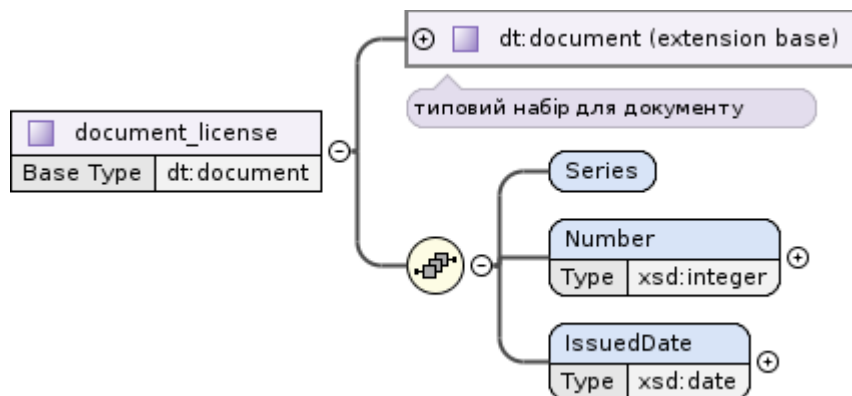 dt:document (extension base)
типовий набір для документу
document_license
Base Type dt:document
Series
Number
Type xsd:integer
IssuedDate
Type xsd:date